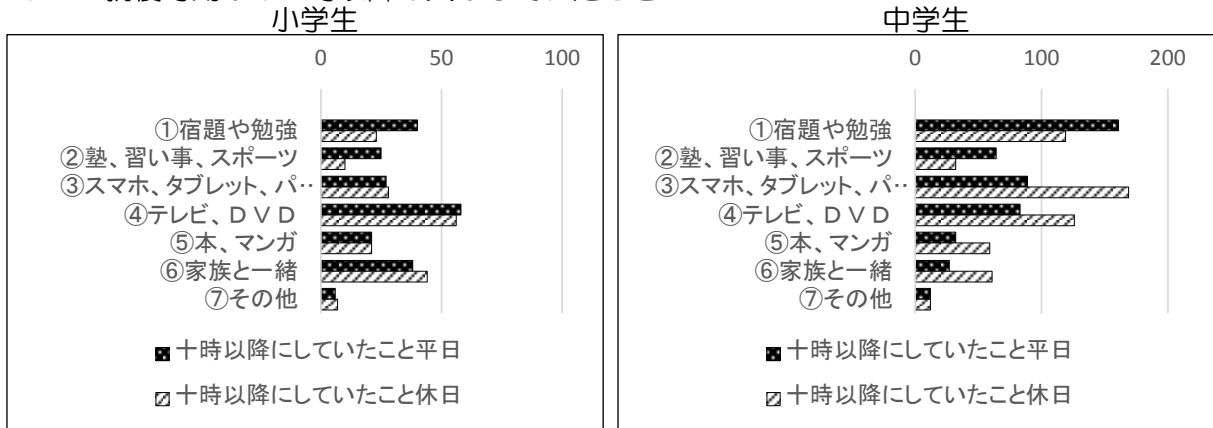 小学生
0 50 100
①宿題や勉強
②塾、習い事、スポーツ
③スマホ、タブレット、パ‥
④テレビ、ＤＶＤ
⑤本、マンガ
⑥家族と一緒
⑦その他
十時以降にしていたこと平日
十時以降にしていたこと休日
中学生
0 100 200
①宿題や勉強
②塾、習い事、スポーツ
③スマホ、タブレット、パ‥
④テレビ、ＤＶＤ
⑤本、マンガ
⑥家族と一緒
⑦その他
十時以降にしていたこと平日
十時以降にしていたこと休日